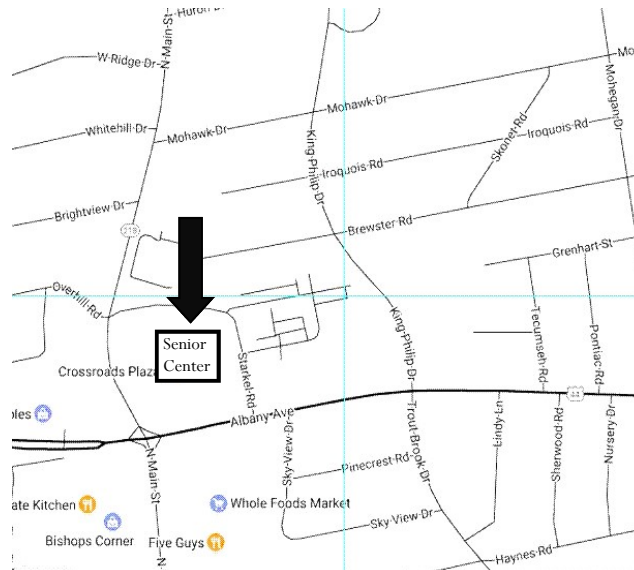 Huron-Dr
W Ridge Dr
N Main St
Mohegan Dr
Mohawk Dr
Whitehill Dr
Mohawk Dr
Skonet Rd
Iroquois Rd
King Philip Dr
Iroquois Rd
Brightview Dr
218
Brewster Rd
Grenhart St
Overhill Rd
King Philip Dr
Tecumseh Rd
Pontiac Rd
Senior
Center
Crossroads Plaza
Starkel Rd
44
Albany Ave
Sky View Dr
Trout Brook Dr
Lindy Ln
Sherwood Rd
Nursery Dr
N Main St
Pinecrest Rd
ate Kitchen
Whole Foods Market
Sky View Dr
Bishops Corner
Five Guys
Haynes Rd
N